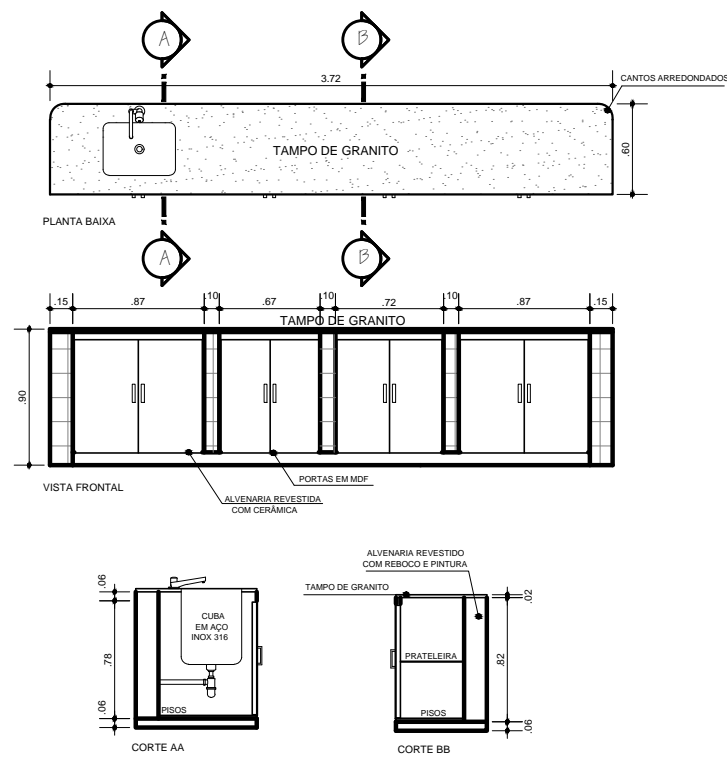 A
B
3.72
CANTOS ARREDONDADOS
TAMPO DE GRANITO
.60
PLANTA BAIXA
A
B
.15
.87
.10
.67
.10
.72
.10
.87
.15
TAMPO DE GRANITO
.90
VISTA FRONTAL
PORTAS EM MDF
ALVENARIA REVESTIDA
COM CERÂMICA
.06
CUBA
EM AÇO
INOX 316
.78
PISOS
.06
CORTE AA
ALVENARIA REVESTIDO
COM REBOCO E PINTURA
TAMPO DE GRANITO
.02
PRATELEIRA
.82
PISOS
.06
CORTE BB